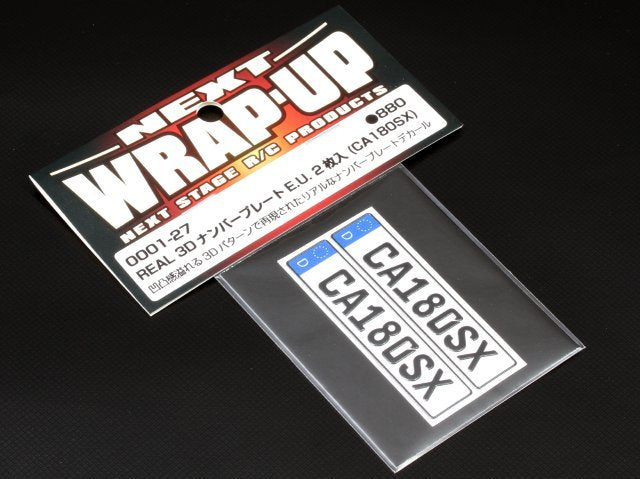 NEXT
WRAP-UP
NEXT STAGE R/C PRODUCTS
0001-27
●880
REAL 3D ナンバープレートE.U. 2枚入 (CA180SX)
凹凸感溢れる3Dパターンで再現されたリアルなナンバープレートデカール
D
CA180SX
D
CA180SX